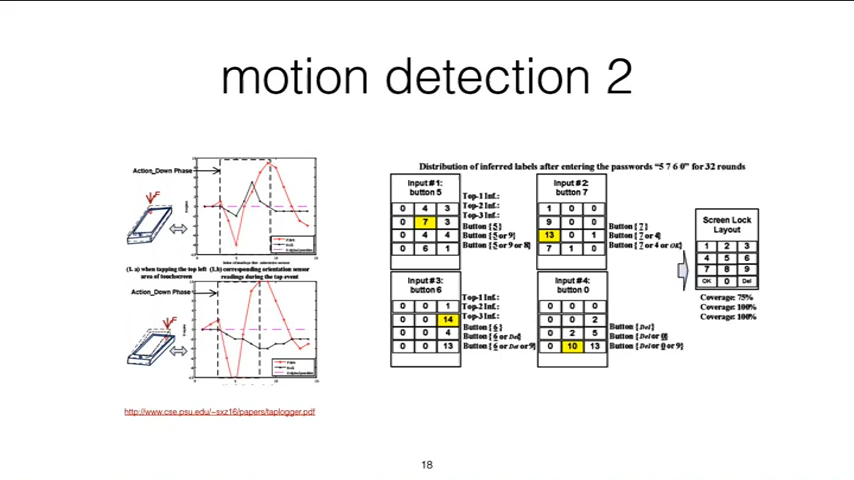 motion detection 2
Action_Down Phase
(1. a) when tapping the top left (1.b) corresponding orientation sensor
area of touchscreen readings during the tap event
Action_Down Phase
http://www.cse.psu.edu/~sxz16/papers/taplogger.pdf
Distribution of inferred labels after entering the passwords "5 7 6 0" for 32 rounds
Input #1:
button 5
0 4 3
0 7 3
0 4 4
0 6 1
Top-1 Inf.:
Top-2 Inf.:
Top-3 Inf.:
Button {5}
Button {5 or 9}
Button {5 or 9 or 8}
Input #2:
button 7
1 0 0
9 0 0
13 0 1
7 1 0
Button {7}
Button {7 or 4}
Button {7 or 4 or OK}
Input #3:
button 6
0 0 1
0 0 14
0 0 4
0 0 13
Top-1 Inf.:
Top-2 Inf.:
Top-3 Inf.:
Button {6}
Button {6 or Del}
Button {6 or Del or 9}
Input #4:
button 0
0 0 0
0 0 2
0 2 5
0 10 13
Button {Del}
Button {Del or 0}
Button {Del or 0 or 9}
Screen Lock
Layout
1 2 3
4 5 6
7 8 9
OK 0 Del
Coverage: 75%
Coverage: 100%
Coverage: 100%
18